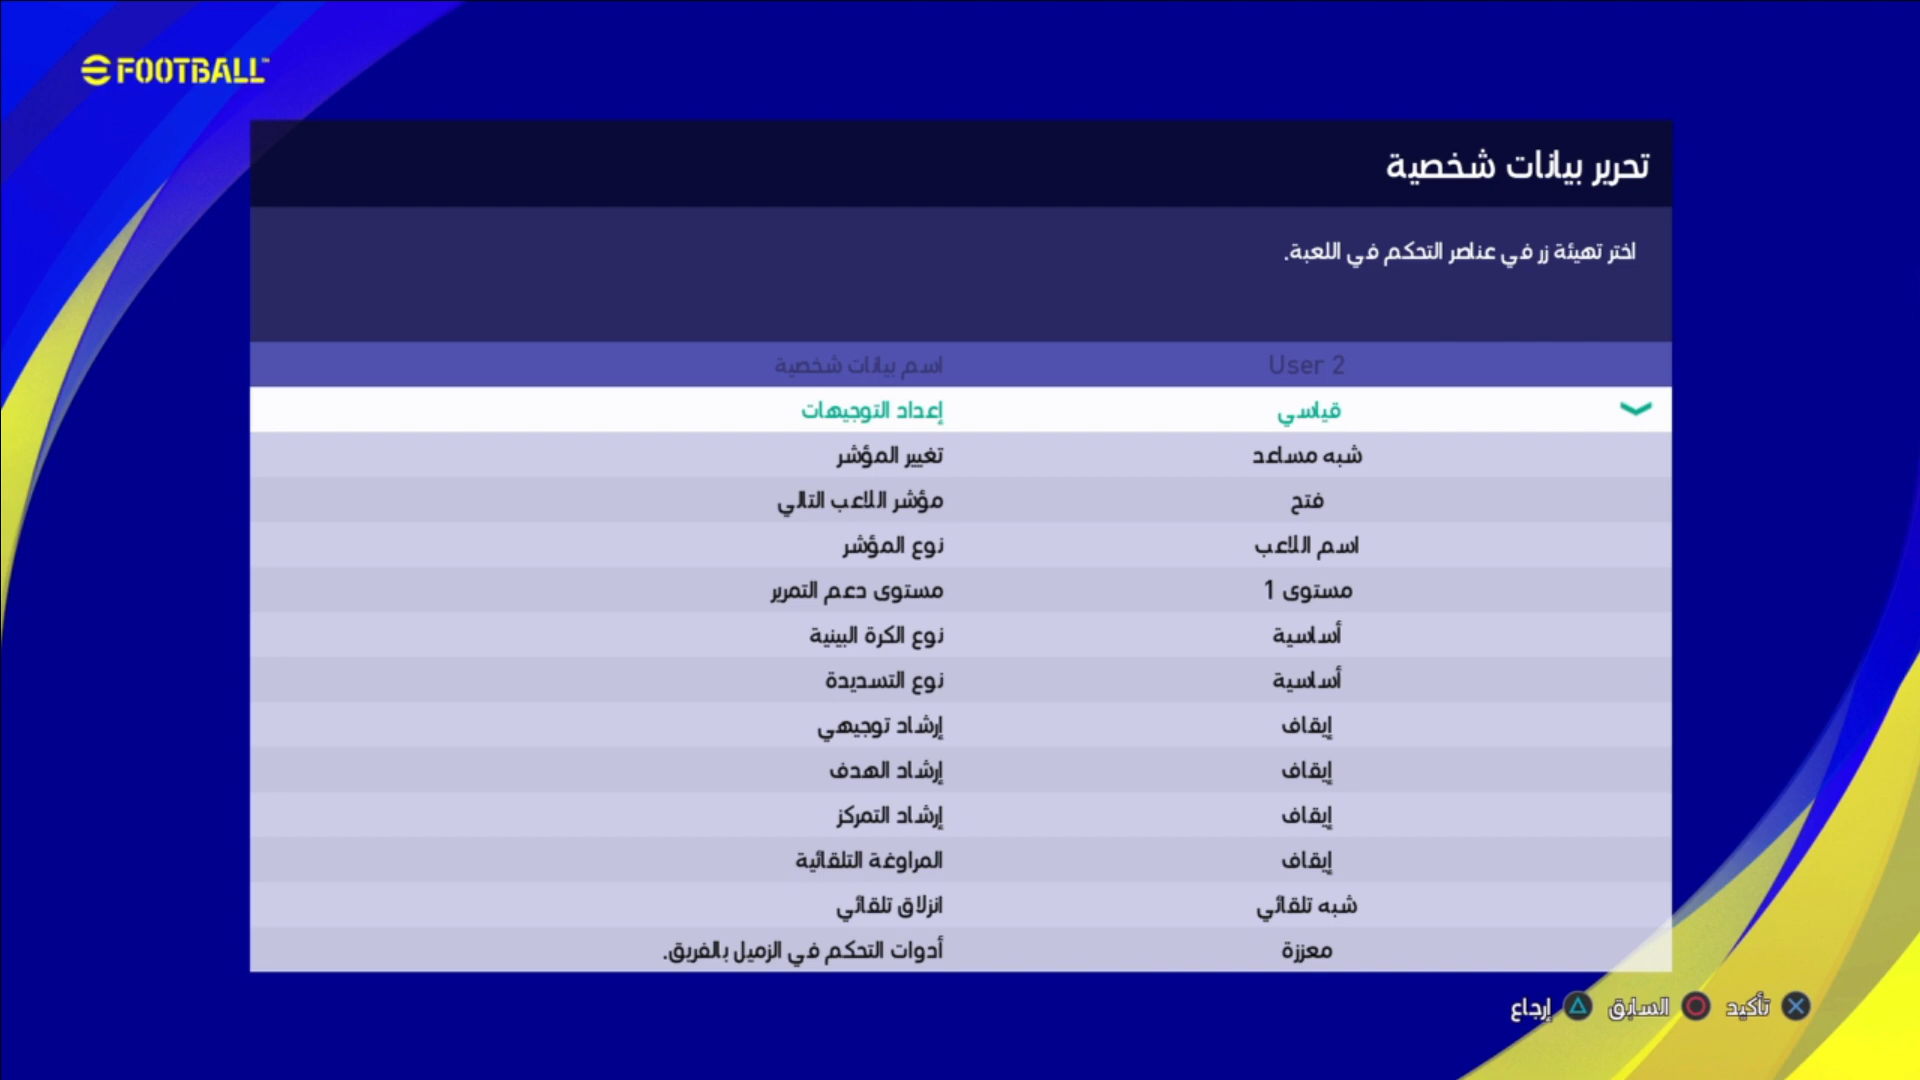 FOOTBALL™
تحرير بيانات شخصية
اختر تهيئة زر في عناصر التحكم في اللعبة.
اسم بيانات شخصية User 2
إعداد التوجيهات قياسي
تغيير المؤشر شبه مساعد
مؤشر اللاعب التالي فتح
نوع المؤشر اسم اللاعب
مستوى دعم التمرير مستوى 1
نوع الكرة البينية أساسية
نوع التسديدة أساسية
إرشاد توجيهي إيقاف
إرشاد الهدف إيقاف
إرشاد التمركز إيقاف
المراوغة التلقائية إيقاف
انزلاق تلقائي شبه تلقائي
أدوات التحكم في الزميل بالفريق. معززة
تأكيد السابق إرجاع